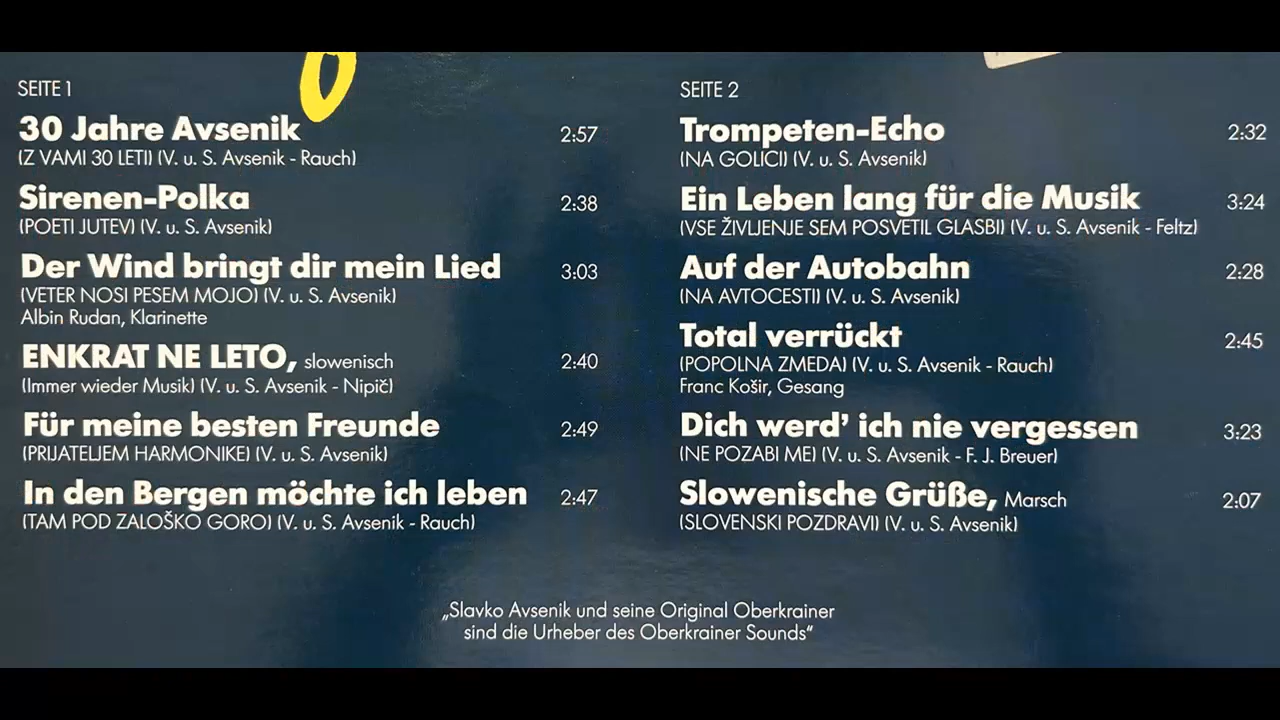 SEITE 1
30 Jahre Avsenik 2:57
(Z VAMI 30 LETI) (V. u. S. Avsenik - Rauch)
Sirenen-Polka 2:38
(POETI JUTEV) (V. u. S. Avsenik)
Der Wind bringt dir mein Lied 3:03
(VETER NOSI PESEM MOJO) (V. u. S. Avsenik)
Albin Rudan, Klarinette
ENKRAT NE LETO, slowenisch 2:40
(Immer wieder Musik) (V. u. S. Avsenik - Nipič)
Für meine besten Freunde 2:49
(PRIJATELJEM HARMONIKE) (V. u. S. Avsenik)
In den Bergen möchte ich leben 2:47
(TAM POD ZALOŠKO GORO) (V. u. S. Avsenik - Rauch)
SEITE 2
Trompeten-Echo 2:32
(NA GOLICI) (V. u. S. Avsenik)
Ein Leben lang für die Musik 3:24
(VSE ŽIVLJENJE SEM POSVETIL GLASBI) (V. u. S. Avsenik - Feltz)
Auf der Autobahn 2:28
(NA AVTOCESTI) (V. u. S. Avsenik)
Total verrückt 2:45
(POPOLNA ZMEDA) (V. u. S. Avsenik - Rauch)
Franc Košir, Gesang
Dich werd' ich nie vergessen 3:23
(NE POZABI ME) (V. u. S. Avsenik - F. J. Breuer)
Slowenische Grüße, Marsch 2:07
(SLOVENSKI POZDRAVI) (V. u. S. Avsenik)
„Slavko Avsenik und seine Original Oberkrainer
sind die Urheber des Oberkrainer Sounds“